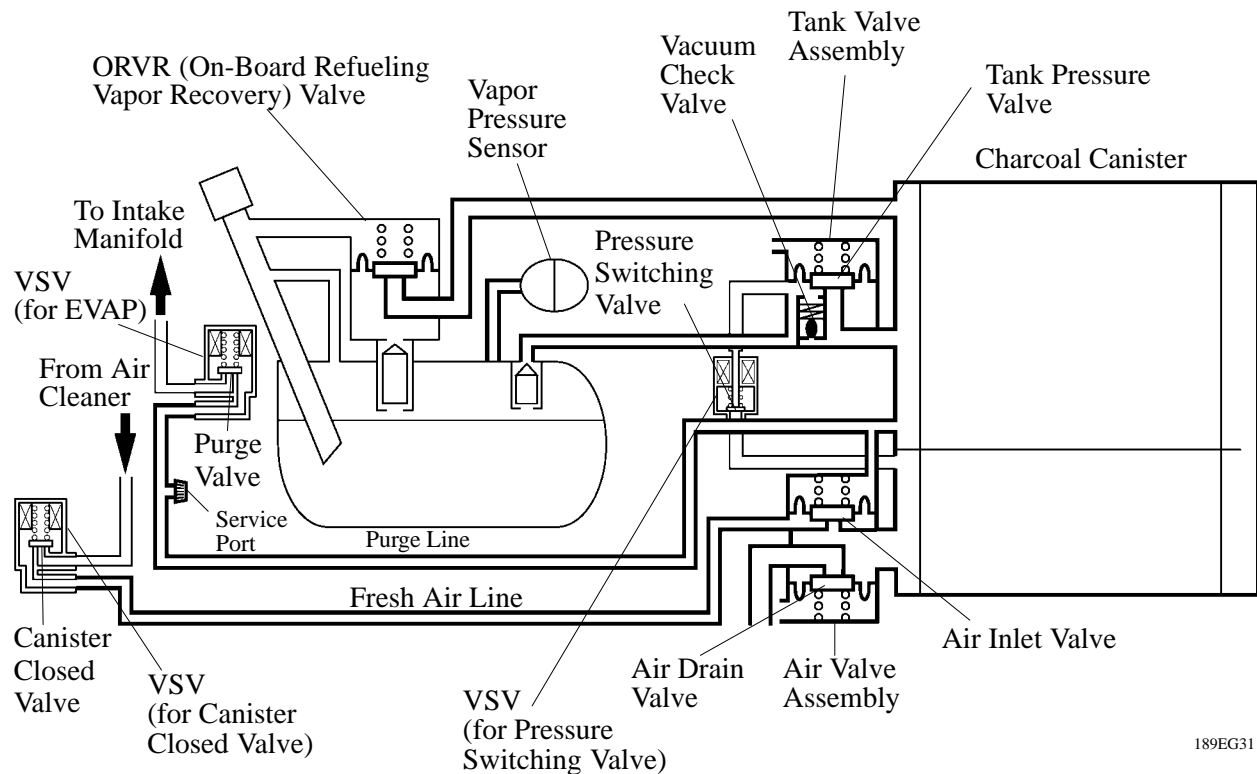 Tank Valve
Assembly
Vacuum
Check
Valve
ORVR (On-Board Refueling
Vapor Recovery) Valve
Vapor
Pressure
Sensor
Tank Pressure
Valve
Charcoal Canister
To Intake
Manifold
Pressure
Switching
Valve
VSV
(for EVAP)
From Air
Cleaner
Purge
Valve
Service
Port
Purge Line
Fresh Air Line
Canister
Closed
Valve
VSV
(for Canister
Closed Valve)
VSV
(for Pressure
Switching Valve)
Air Drain
Valve
Air Valve
Assembly
Air Inlet Valve
189EG31